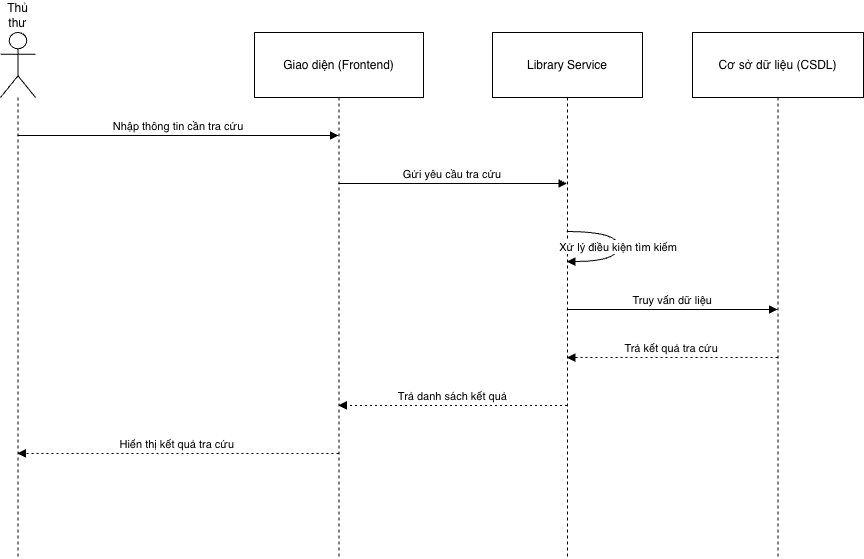 Thủ
thư
Giao diện (Frontend)
Library Service
Cơ sở dữ liệu (CSDL)
Nhập thông tin cần tra cứu
Gửi yêu cầu tra cứu
Xử lý điều kiện tìm kiếm
Truy vấn dữ liệu
Trả kết quả tra cứu
Trả danh sách kết quả
Hiển thị kết quả tra cứu